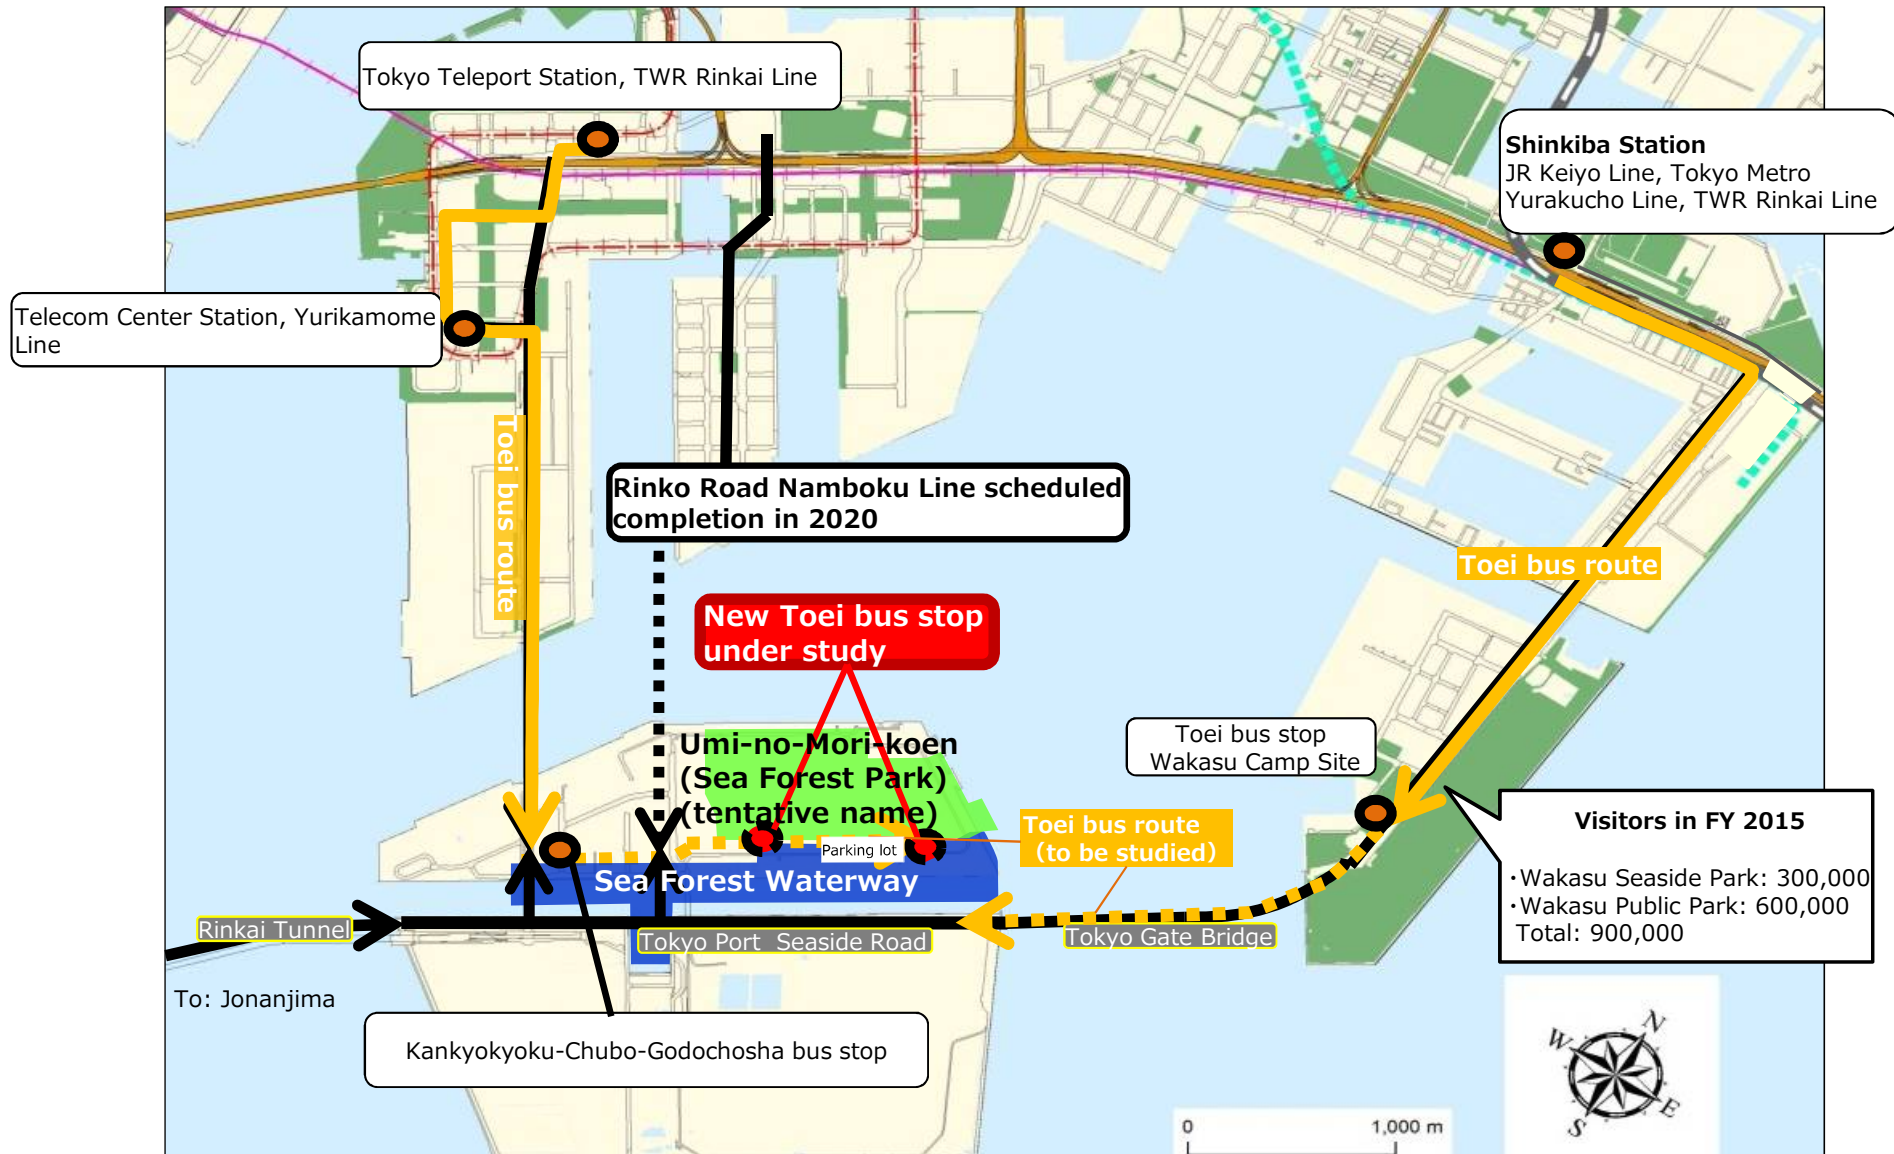 Tokyo Teleport Station, TWR Rinkai Line
Shinkiba Station
JR Keiyo Line, Tokyo Metro
Yurakucho Line, TWR Rinkai Line
Telecom Center Station, Yurikamome
Line
Toei bus route
Rinko Road Namboku Line scheduled
completion in 2020
Toei bus route
New Toei bus stop
under study
Umi-no-Mori-koen
(Sea Forest Park)
(tentative name)
Toei bus stop
Wakasu Camp Site
Toei bus route
(to be studied)
Parking lot
Sea Forest Waterway
Visitors in FY 2015
・Wakasu Seaside Park: 300,000
・Wakasu Public Park: 600,000
Total: 900,000
Rinkai Tunnel
Tokyo Port Seaside Road
Tokyo Gate Bridge
To: Jonanjima
Kankyokyoku-Chubo-Godochosha bus stop
N
W
E
S
0 1,000 m